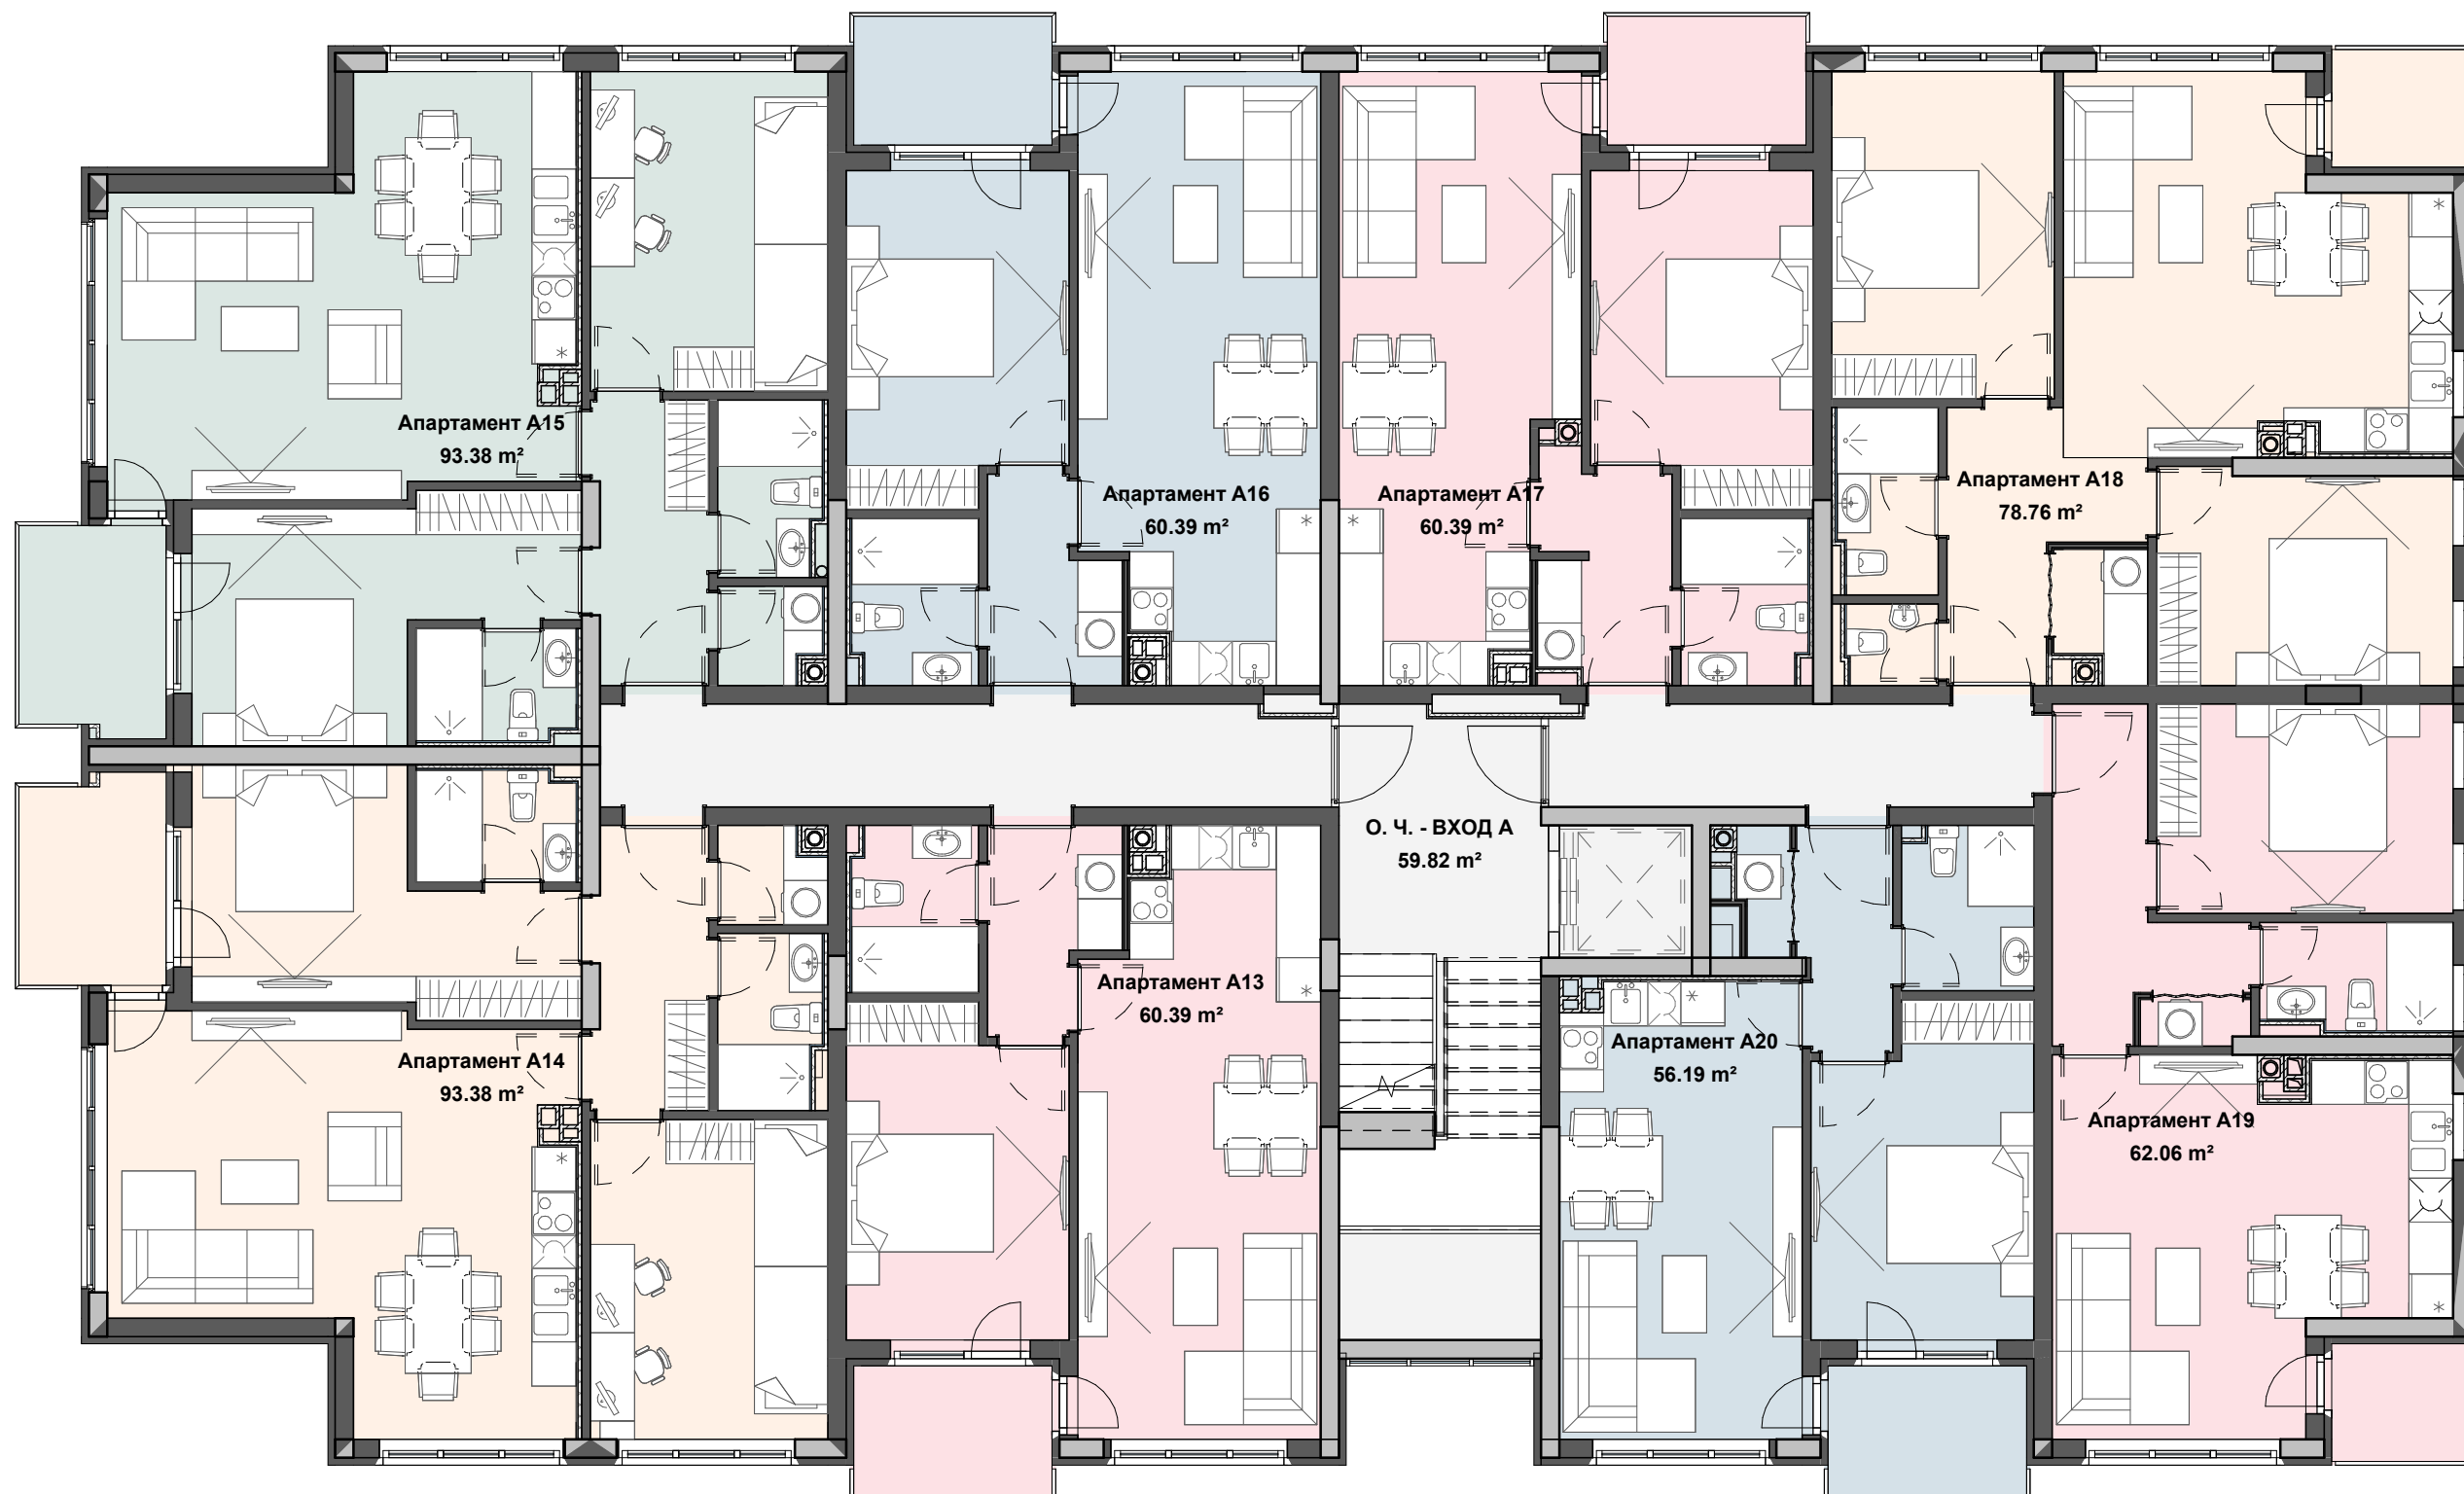 Апартамент А15
93.38 m²
Апартамент А16
60.39 m²
Апартамент А17
60.39 m²
Апартамент А18
78.76 m²
О. Ч. - ВХОД А
59.82 m²
Апартамент А14
93.38 m²
Апартамент А13
60.39 m²
Апартамент А20
56.19 m²
Апартамент А19
62.06 m²